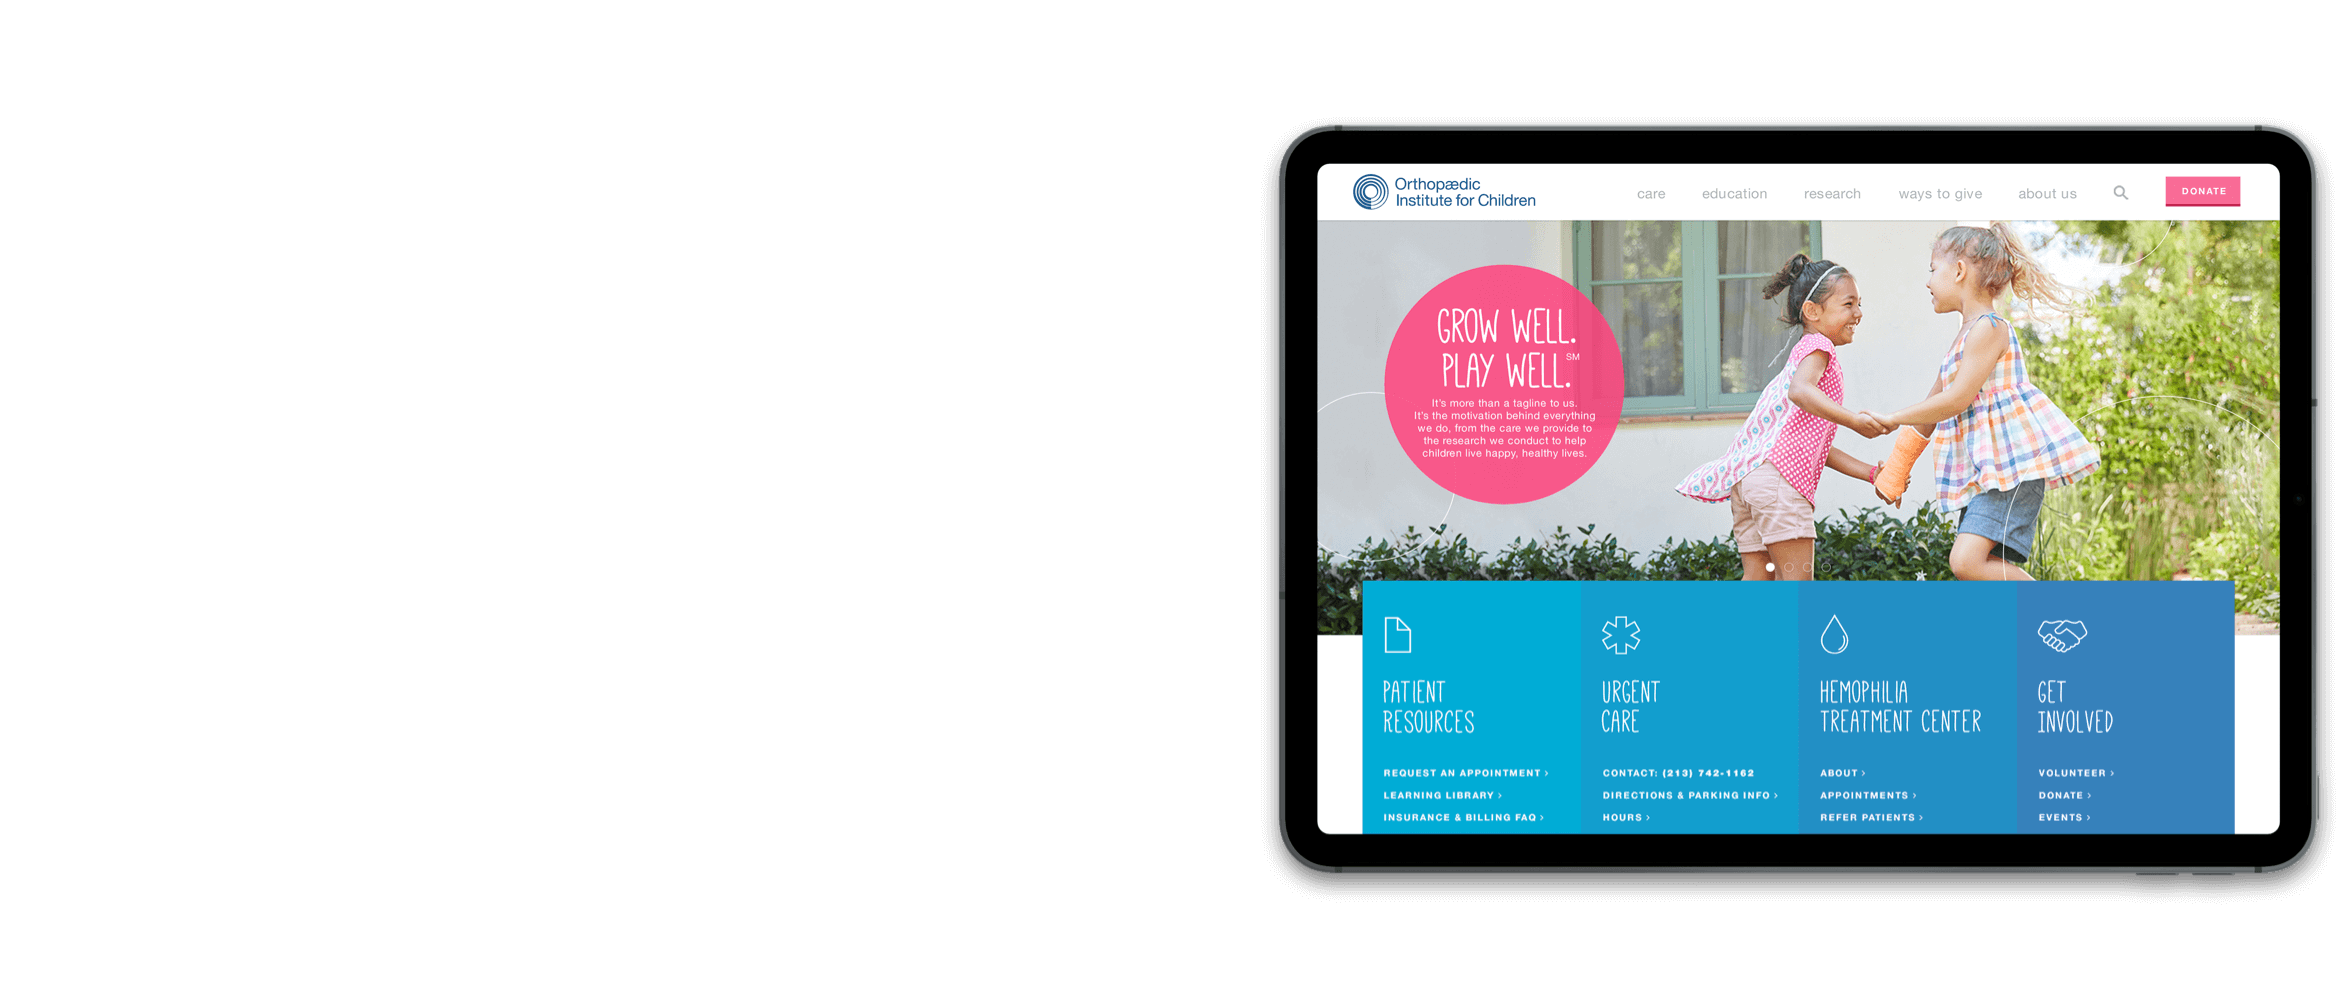 Orthopædic
Institute for Children
care education research ways to give about us DONATE
GROW WELL.
PLAY WELL.℠
It's more than a tagline to us.
It's the motivation behind everything
we do, from the care we provide to
the research we conduct to help
children live happy, healthy lives.
PATIENT
RESOURCES
REQUEST AN APPOINTMENT ›
LEARNING LIBRARY ›
INSURANCE & BILLING FAQ ›
URGENT
CARE
CONTACT: (213) 742-1162
DIRECTIONS & PARKING INFO ›
HOURS ›
HEMOPHILIA
TREATMENT CENTER
ABOUT ›
APPOINTMENTS ›
REFER PATIENTS ›
GET
INVOLVED
VOLUNTEER ›
DONATE ›
EVENTS ›